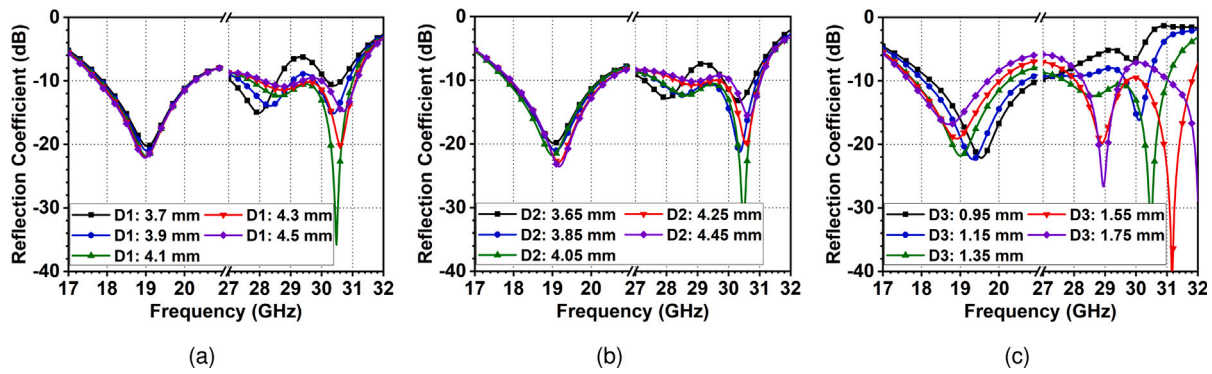 Reflection Coefficient (dB)
0
-10
-20
-30
-40
D1: 3.7 mm
D1: 4.3 mm
D1: 3.9 mm
D1: 4.5 mm
D1: 4.1 mm
17 18 19 20 27 28 29 30 31 32
Frequency (GHz)
(a)
Reflection Coefficient (dB)
0
-10
-20
-30
-40
D2: 3.65 mm
D2: 4.25 mm
D2: 3.85 mm
D2: 4.45 mm
D2: 4.05 mm
17 18 19 20 27 28 29 30 31 32
Frequency (GHz)
(b)
Reflection Coefficient (dB)
0
-10
-20
-30
-40
D3: 0.95 mm
D3: 1.55 mm
D3: 1.15 mm
D3: 1.75 mm
D3: 1.35 mm
17 18 19 20 27 28 29 30 31 32
Frequency (GHz)
(c)